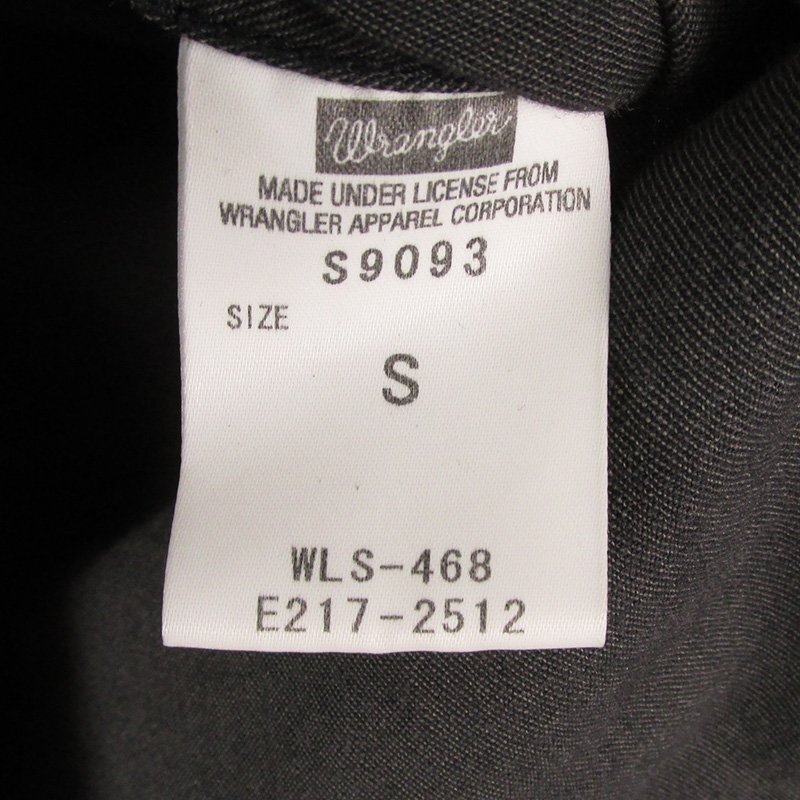 Wrangler
MADE UNDER LICENSE FROM
WRANGLER APPAREL CORPORATION
S9093
SIZE
S
WLS-468
E217-2512